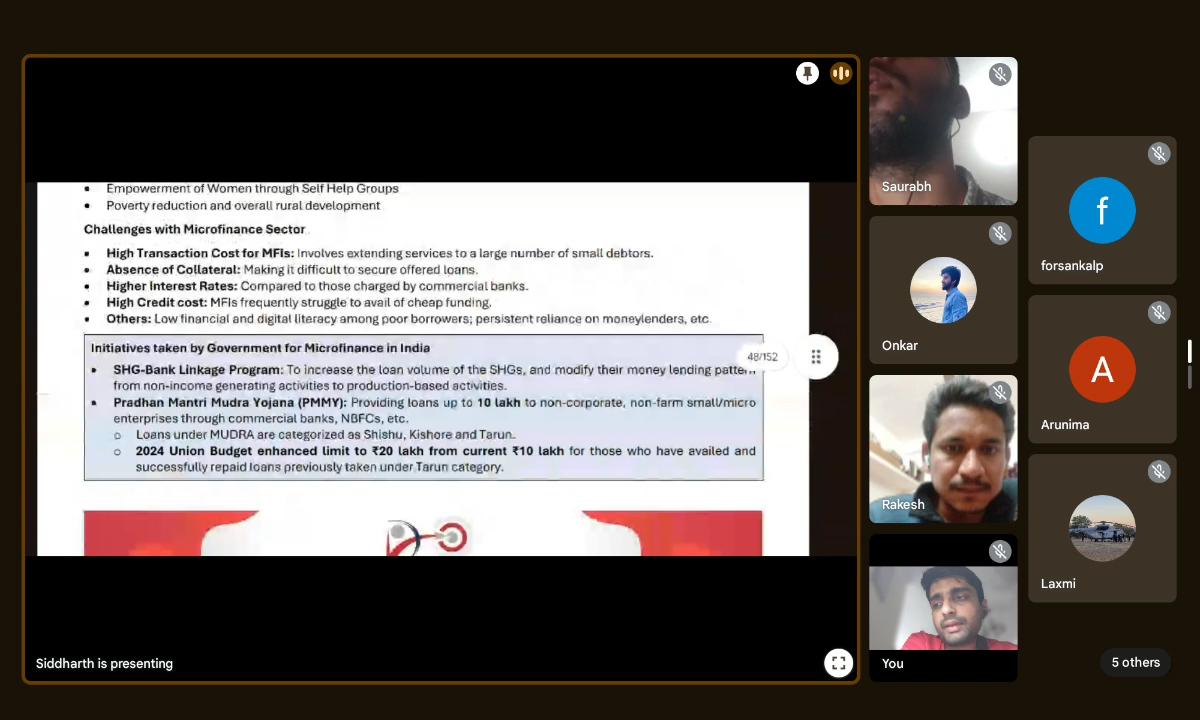 Empowerment of Women through Self Help Groups
Poverty reduction and overall rural development
Challenges with Microfinance Sector
High Transaction Cost for MFIs: Involves extending services to a large number of small debtors.
Absence of Collateral: Making it difficult to secure offered loans.
Higher Interest Rates: Compared to those charged by commercial banks.
High Credit cost: MFIs frequently struggle to avail of cheap funding.
Others: Low financial and digital literacy among poor borrowers; persistent reliance on moneylenders, etc.
Initiatives taken by Government for Microfinance in India
48/152
SHG-Bank Linkage Program: To increase the loan volume of the SHGs, and modify their money lending pattern
from non-income generating activities to production-based activities.
Pradhan Mantri Mudra Yojana (PMMY): Providing loans up to 10 lakh to non-corporate, non-farm small/micro
enterprises through commercial banks, NBFCs, etc.
Loans under MUDRA are categorized as Shishu, Kishore and Tarun.
2024 Union Budget enhanced limit to ₹20 lakh from current ₹10 lakh for those who have availed and
successfully repaid loans previously taken under Tarun category.
Siddharth is presenting
Saurabh
f
forsankalp
Onkar
A
Arunima
Rakesh
Laxmi
You
5 others